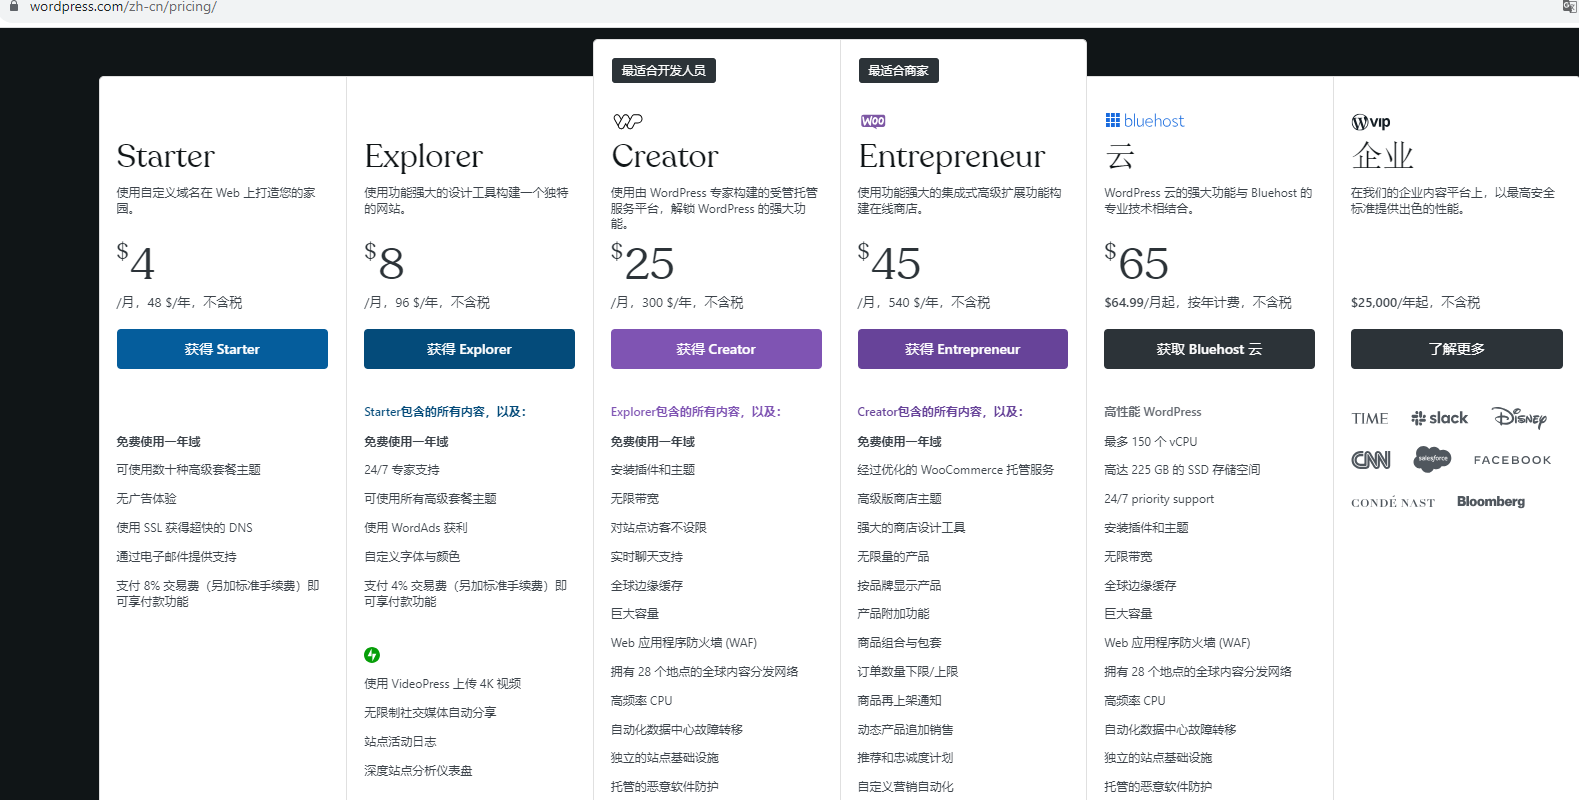 wordpress.com/zh-cn/pricing/
Starter
使用自定义域名在 Web 上打造您的家
园。
$4
/月，48 $/年，不含税
获得 Starter
免费使用一年域
可使用数十种高级套餐主题
无广告体验
使用 SSL 获得超快的 DNS
通过电子邮件提供支持
支付 8% 交易费（另加标准手续费）即
可享付款功能
Explorer
使用功能强大的设计工具构建一个独特
的网站。
$8
/月，96 $/年，不含税
获得 Explorer
Starter包含的所有内容，以及：
免费使用一年域
24/7 专家支持
可使用所有高级套餐主题
使用 WordAds 获利
自定义字体与颜色
支付 4% 交易费（另加标准手续费）即
可享付款功能
使用 VideoPress 上传 4K 视频
无限制社交媒体自动分享
站点活动日志
深度站点分析仪表盘
最适合开发人员
WP
Creator
使用由 WordPress 专家构建的受管托管
服务平台，解锁 WordPress 的强大功
能。
$25
/月，300 $/年，不含税
获得 Creator
Explorer包含的所有内容，以及：
免费使用一年域
安装插件和主题
无限带宽
对站点访客不设限
实时聊天支持
全球边缘缓存
巨大容量
Web 应用程序防火墙 (WAF)
拥有 28 个地点的全球内容分发网络
高频率 CPU
自动化数据中心故障转移
独立的站点基础设施
托管的恶意软件防护
最适合商家
WOO
Entrepreneur
使用功能强大的集成式高级扩展功能构
建在线商店。
$45
/月，540 $/年，不含税
获得 Entrepreneur
Creator包含的所有内容，以及：
免费使用一年域
经过优化的 WooCommerce 托管服务
高级版商店主题
强大的商店设计工具
无限量的产品
按品牌显示产品
产品附加功能
商品组合与包套
订单数量下限/上限
商品再上架通知
动态产品追加销售
推荐和忠诚度计划
自定义营销自动化
bluehost
云
WordPress 云的强大功能与 Bluehost 的
专业技术相结合。
$65
$64.99/月起，按年计费，不含税
获取 Bluehost 云
高性能 WordPress
最多 150 个 vCPU
高达 225 GB 的 SSD 存储空间
24/7 priority support
安装插件和主题
无限带宽
全球边缘缓存
巨大容量
Web 应用程序防火墙 (WAF)
拥有 28 个地点的全球内容分发网络
高频率 CPU
自动化数据中心故障转移
独立的站点基础设施
托管的恶意软件防护
W vip
企业
在我们的企业内容平台上，以最高安全
标准提供出色的性能。
$25,000/年起，不含税
了解更多
TIME slack Disney
CNN salesforce FACEBOOK
CONDÉ NAST Bloomberg